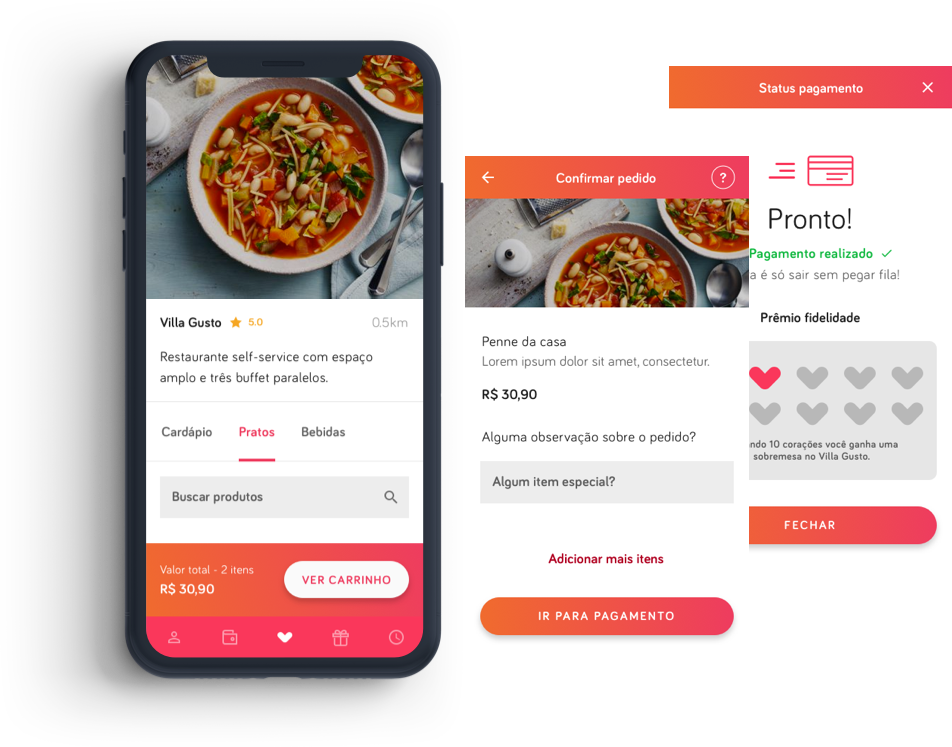 Villa Gusto 5.0 0.5km
Restaurante self-service com espaço
amplo e três buffet paralelos.
Cardápio Pratos Bebidas
Buscar produtos
Valor total - 2 itens
R$ 30,90
VER CARRINHO
Confirmar pedido ?
Penne da casa
Lorem ipsum dolor sit amet, consectetur.
R$ 30,90
Alguma observação sobre o pedido?
Algum item especial?
Adicionar mais itens
IR PARA PAGAMENTO
Status pagamento
Pronto!
Pagamento realizado
a é só sair sem pegar fila!
Prêmio fidelidade
ndo 10 corações você ganha uma
sobremesa no Villa Gusto.
FECHAR